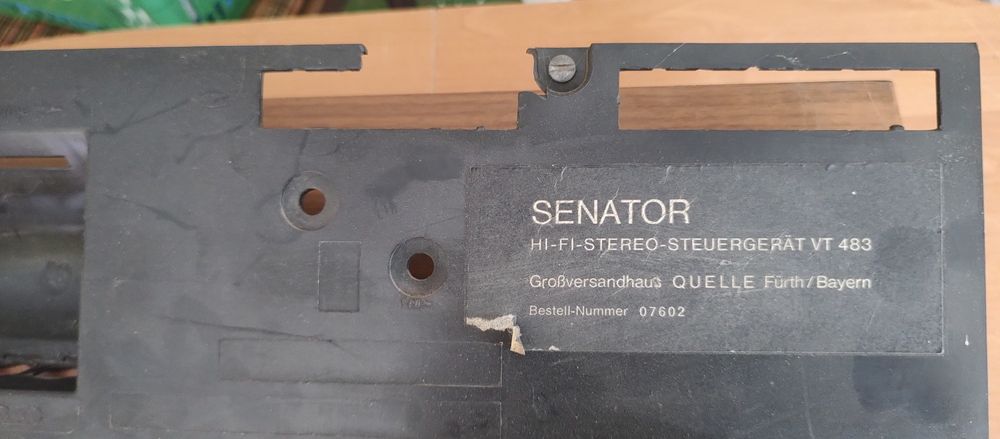 SENATOR
HI-FI-STEREO-STEUERGERÄT VT 483
Großversandhaus QUELLE Fürth/Bayern
Bestell-Nummer 07602